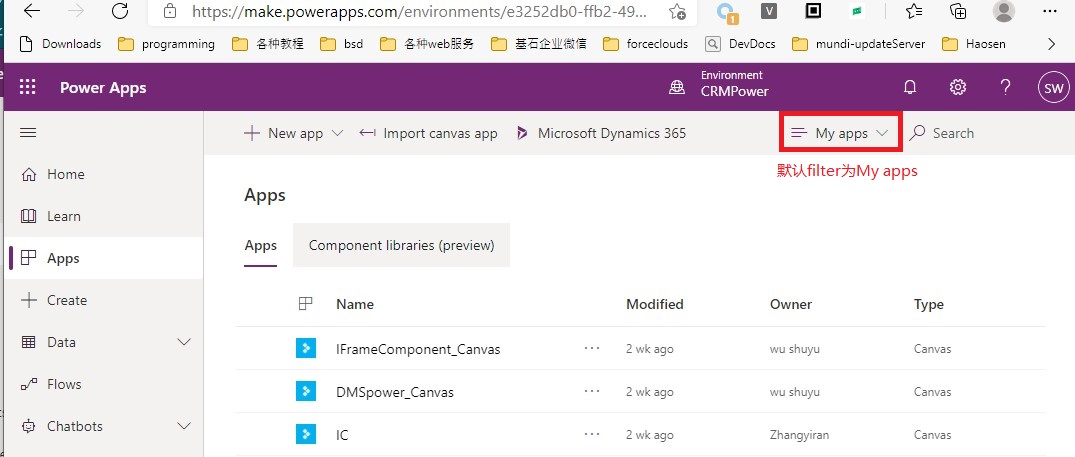 https://make.powerapps.com/environments/e3252db0-ffb2-49...
1
V
Downloads programming 各种教程 bsd 各种web服务 基石企业微信 forceclouds DevDocs mundi-updateServer Haosen
Power Apps
Environment
CRMPower
SW
New app Import canvas app Microsoft Dynamics 365 My apps Search
默认filter为My apps
Home
Learn
Apps
Create
Data
Flows
Chatbots
Apps
Apps Component libraries (preview)
Name Modified Owner Type
IFrameComponent_Canvas ... 2 wk ago wu shuyu Canvas
DMSpower_Canvas ... 2 wk ago wu shuyu Canvas
IC ... 2 wk ago Zhangyiran Canvas